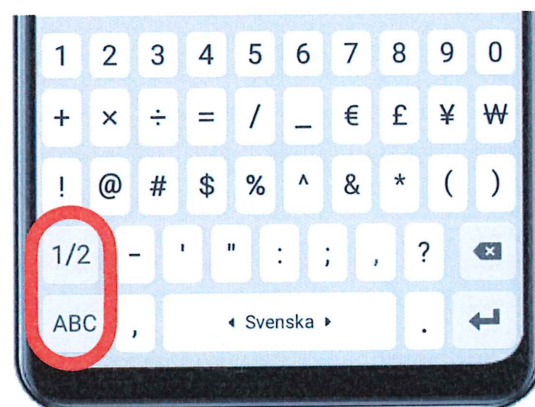 1 2 3 4 5 6 7 8 9 0
+ × ÷ = / _ € £ ¥ ₩
! @ # $ % ^ & * ( )
1/2 - ' " : ; , ?
ABC , Svenska .